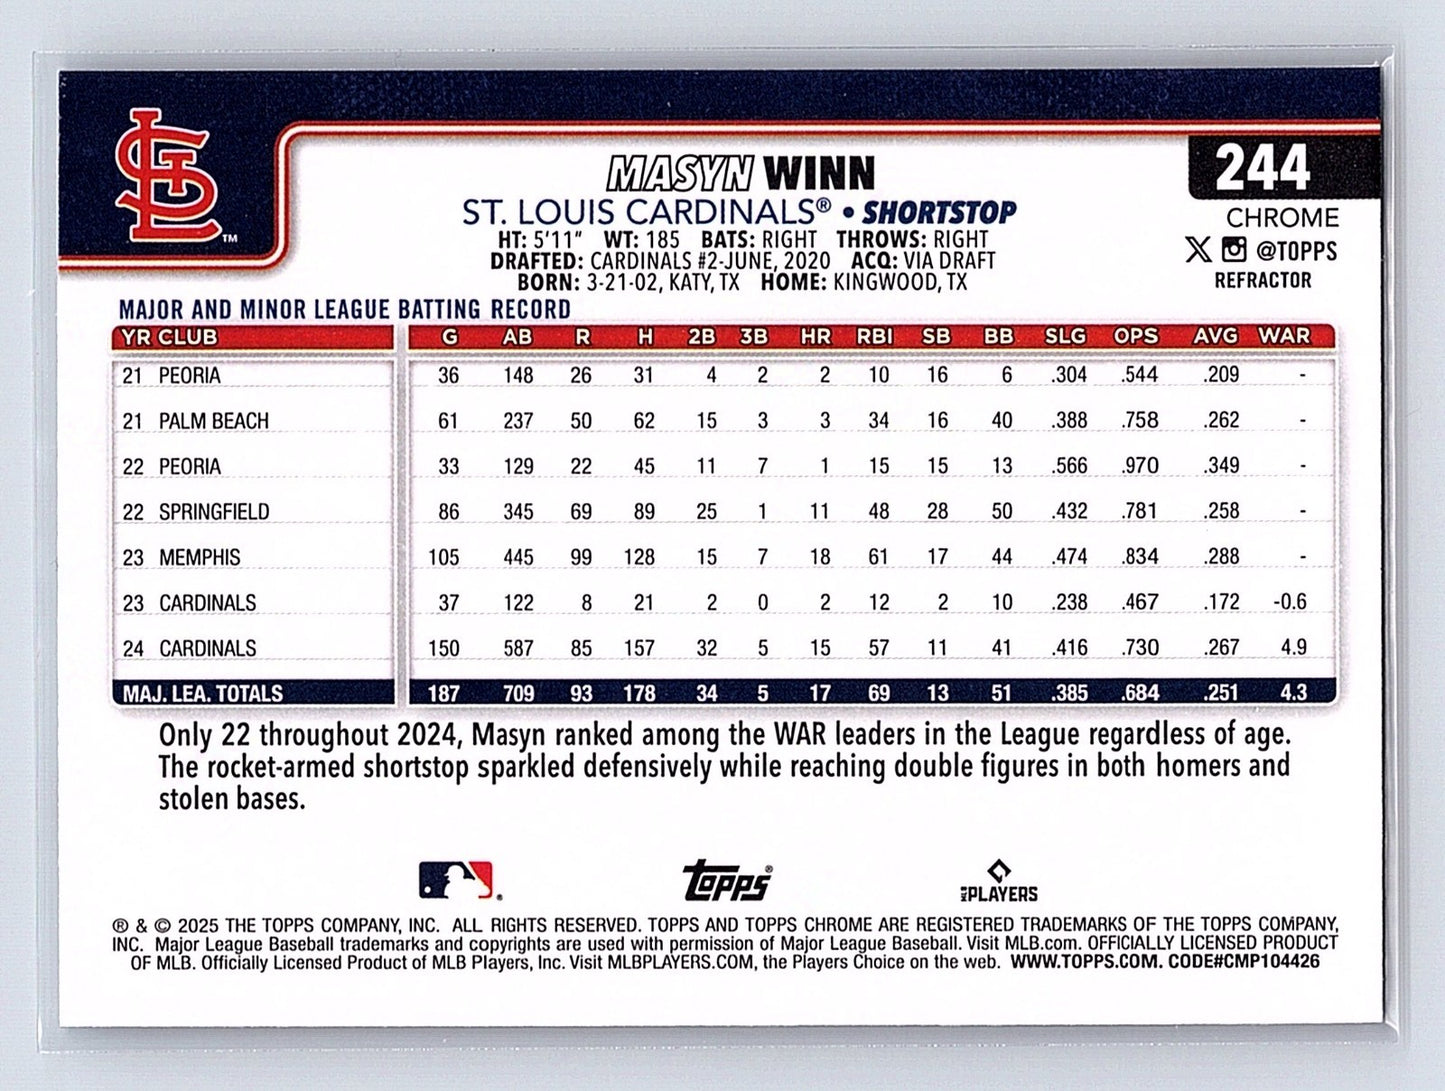 STL™
MASYN WINN
244
ST. LOUIS CARDINALS® • SHORTSTOP
CHROME
HT: 5'11" WT: 185 BATS: RIGHT THROWS: RIGHT
@TOPPS
DRAFTED: CARDINALS #2-JUNE, 2020 ACQ: VIA DRAFT
REFRACTOR
BORN: 3-21-02, KATY, TX HOME: KINGWOOD, TX
MAJOR AND MINOR LEAGUE BATTING RECORD
YR CLUB G AB R H 2B 3B HR RBI SB BB SLG OPS AVG WAR
21 PEORIA 36 148 26 31 4 2 2 10 16 6 .304 .544 .209 -
21 PALM BEACH 61 237 50 62 15 3 3 34 16 40 .388 .758 .262 -
22 PEORIA 33 129 22 45 11 7 1 15 15 13 .566 .970 .349 -
22 SPRINGFIELD 86 345 69 89 25 1 11 48 28 50 .432 .781 .258 -
23 MEMPHIS 105 445 99 128 15 7 18 61 17 44 .474 .834 .288 -
23 CARDINALS 37 122 8 21 2 0 2 12 2 10 .238 .467 .172 -0.6
24 CARDINALS 150 587 85 157 32 5 15 57 11 41 .416 .730 .267 4.9
MAJ. LEA. TOTALS 187 709 93 178 34 5 17 69 13 51 .385 .684 .251 4.3
Only 22 throughout 2024, Masyn ranked among the WAR leaders in the League regardless of age.
The rocket-armed shortstop sparkled defensively while reaching double figures in both homers and
stolen bases.
topps® MLB PLAYERS
® & © 2025 THE TOPPS COMPANY, INC. ALL RIGHTS RESERVED. TOPPS AND TOPPS CHROME ARE REGISTERED TRADEMARKS OF THE TOPPS COMPANY,
INC. Major League Baseball trademarks and copyrights are used with permission of Major League Baseball. Visit MLB.com. OFFICIALLY LICENSED PRODUCT
OF MLB. Officially Licensed Product of MLB Players, Inc. Visit MLBPLAYERS.COM, the Players Choice on the web. WWW.TOPPS.COM. CODE#CMP104426